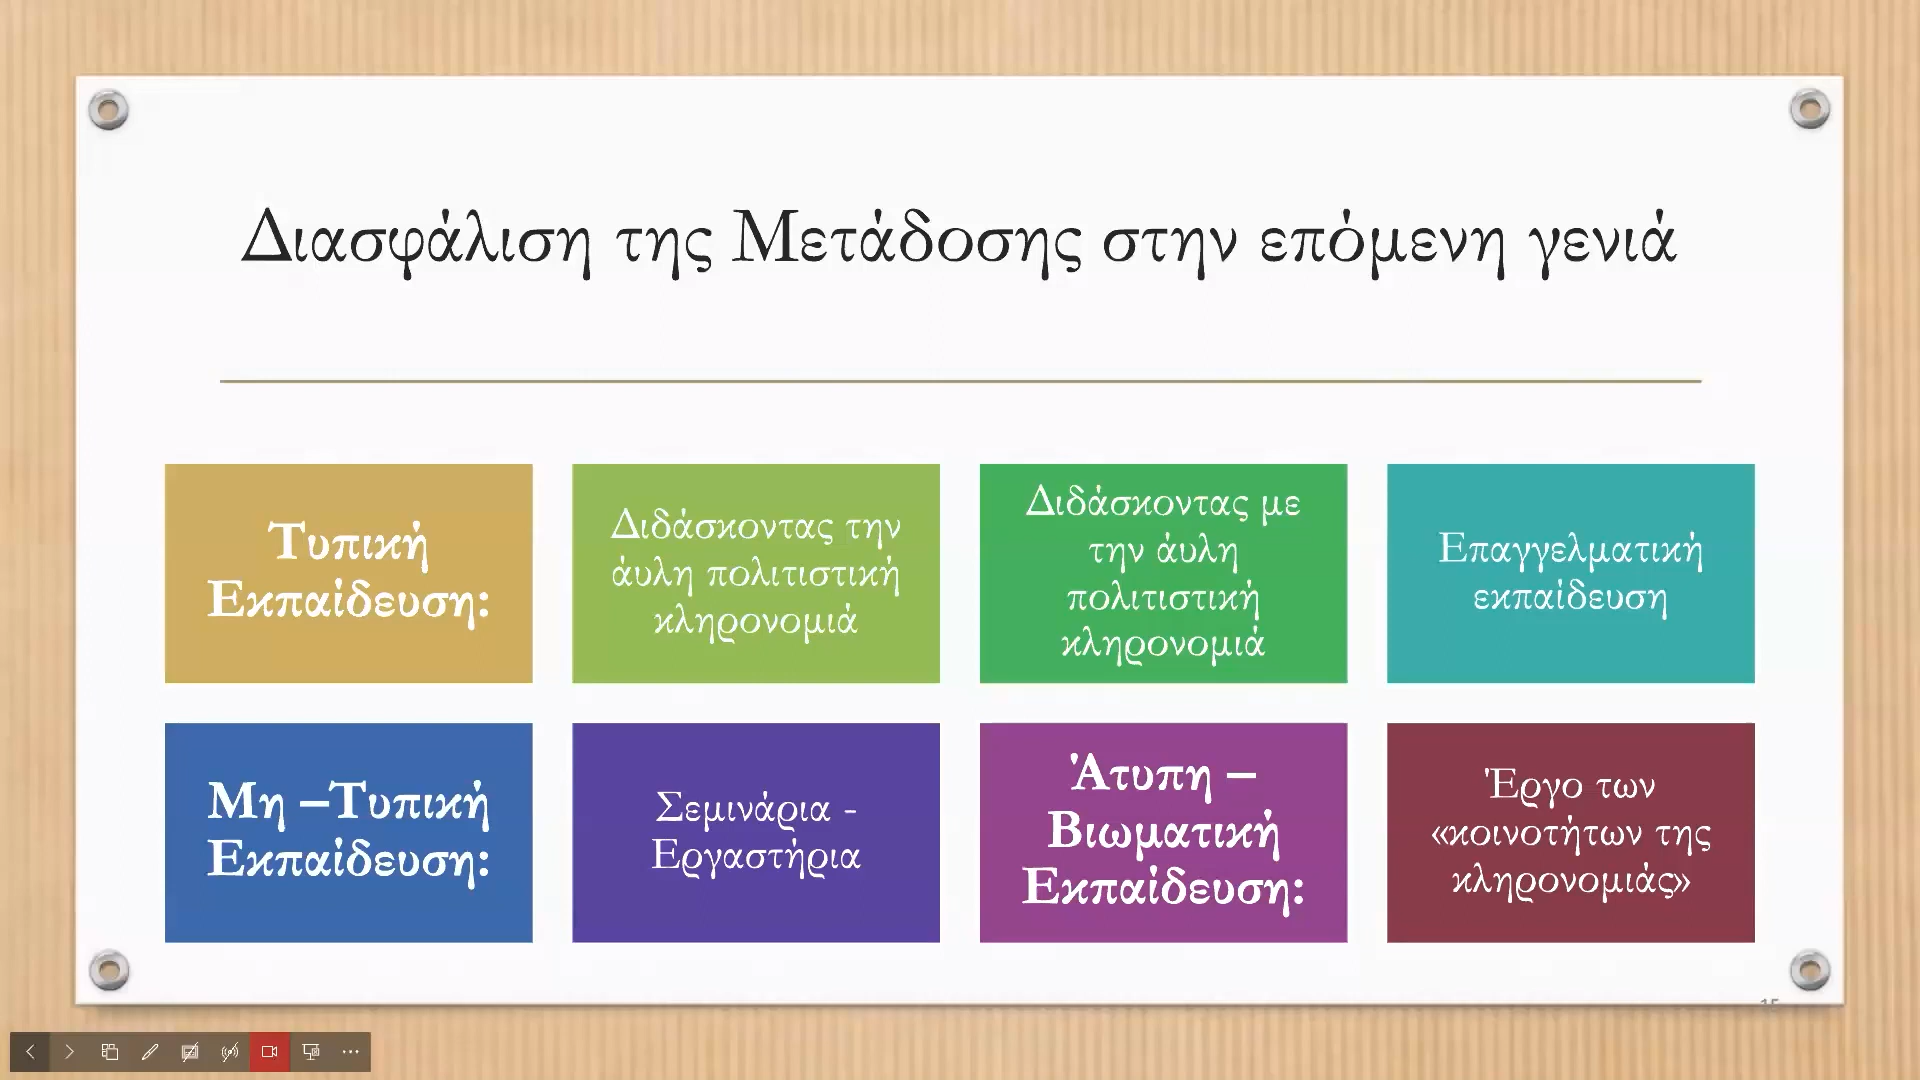 Διασφάλιση της Μετάδοσης στην επόμενη γενιά
Τυπική
Εκπαίδευση:
Διδάσκοντας την
άυλη πολιτιστική
κληρονομιά
Διδάσκοντας με
την άυλη
πολιτιστική
κληρονομιά
Επαγγελματική
εκπαίδευση
Μη –Τυπική
Εκπαίδευση:
Σεμινάρια -
Εργαστήρια
Άτυπη –
Βιωματική
Εκπαίδευση:
Έργο των
«κοινοτήτων της
κληρονομιάς»